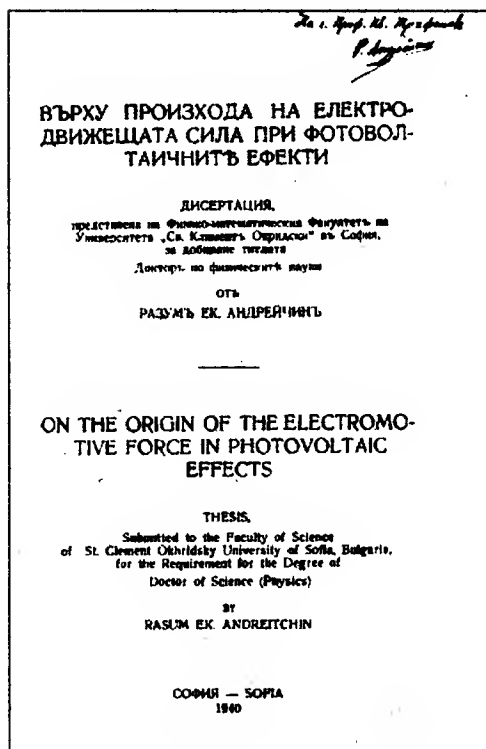 На г. Проф. Ив.
Р. Андрейчин
ВЪРХУ ПРОИЗХОДА НА ЕЛЕКТРО-
ДВИЖЕЩАТА СИЛА ПРИ ФОТОВОЛ-
ТАИЧНИТѢ ЕФЕКТИ
ДИСЕРТАЦИЯ,
представена на Физико-математическия Факултетъ на
Университета „Св. Климентъ Охридски" въ София,
за добиване титлата
Докторъ по физическитѣ науки
ОТЪ
РАЗУМЪ ЕК. АНДРЕЙЧИНЪ
ON THE ORIGIN OF THE ELECTROMO-
TIVE FORCE IN PHOTOVOLTAIC
EFFECTS
THESIS,
Submitted to the Faculty of Science
of St. Clement Okhridsky University of Sofia, Bulgaria,
for the Requirement for the Degree of
Doctor of Science (Physics)
BY
RASUM EK. ANDREITCHIN
СОФИЯ — SOFIA
1940